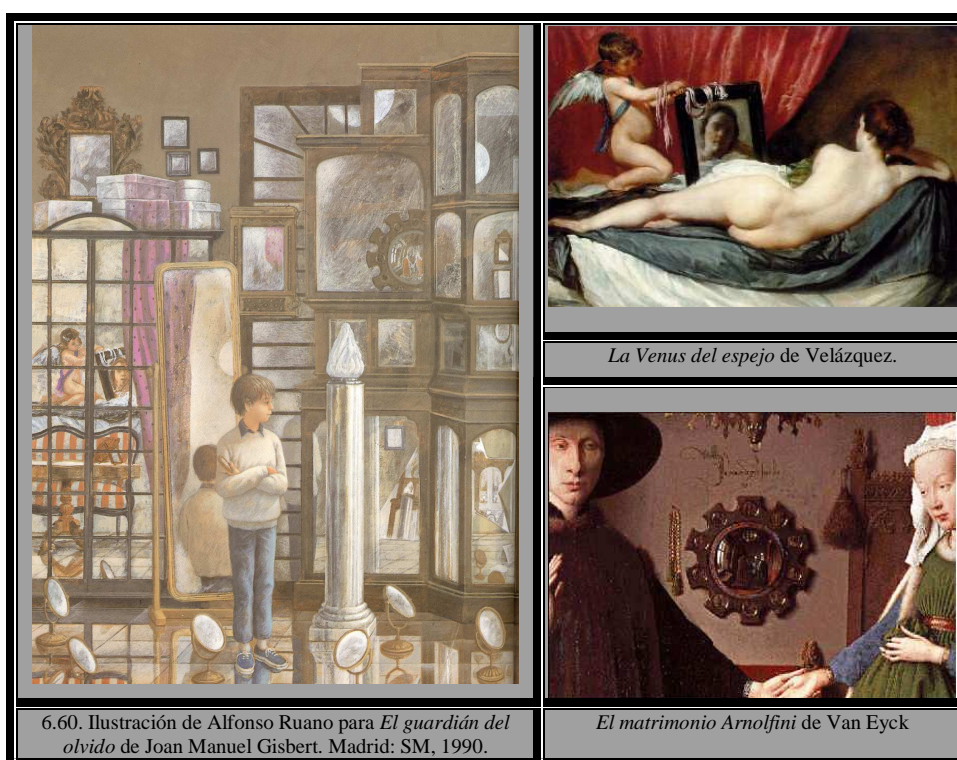 La Venus del espejo de Velázquez.
6.60. Ilustración de Alfonso Ruano para El guardián del
olvido de Joan Manuel Gisbert. Madrid: SM, 1990.
El matrimonio Arnolfini de Van Eyck